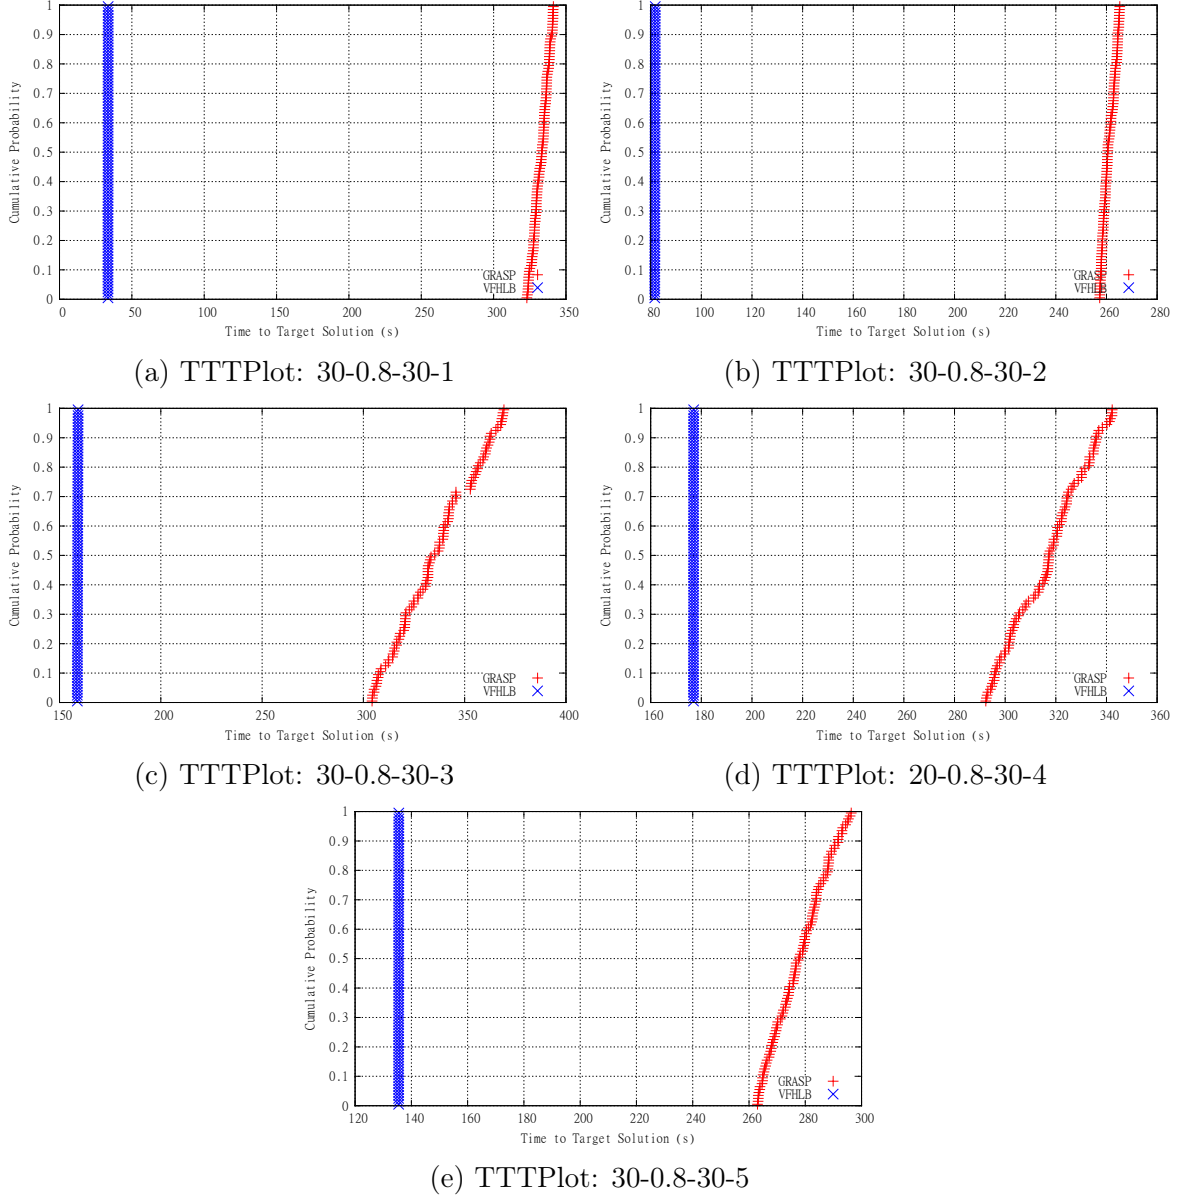 1
0.9
0.8
0.7
0.6
0.5
0.4
0.3
0.2
0.1
0
Cumulative Probability
GRASP
VFHLB
0 50 100 150 200 250 300 350
Time to Target Solution (s)
(a) TTTPlot: 30-0.8-30-1
1
0.9
0.8
0.7
0.6
0.5
0.4
0.3
0.2
0.1
0
Cumulative Probability
GRASP
VFHLB
80 100 120 140 160 180 200 220 240 260 280
Time to Target Solution (s)
(b) TTTPlot: 30-0.8-30-2
1
0.9
0.8
0.7
0.6
0.5
0.4
0.3
0.2
0.1
0
Cumulative Probability
GRASP
VFHLB
150 200 250 300 350 400
Time to Target Solution (s)
(c) TTTPlot: 30-0.8-30-3
1
0.9
0.8
0.7
0.6
0.5
0.4
0.3
0.2
0.1
0
Cumulative Probability
GRASP
VFHLB
160 180 200 220 240 260 280 300 320 340 360
Time to Target Solution (s)
(d) TTTPlot: 20-0.8-30-4
1
0.9
0.8
0.7
0.6
0.5
0.4
0.3
0.2
0.1
0
Cumulative Probability
GRASP
VFHLB
120 140 160 180 200 220 240 260 280 300
Time to Target Solution (s)
(e) TTTPlot: 30-0.8-30-5